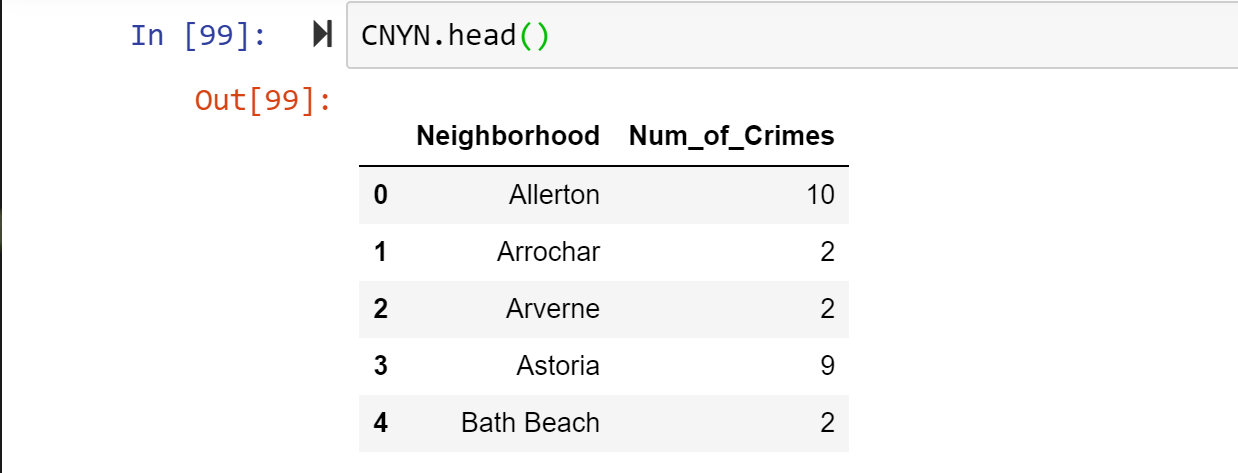 In [99]: CNYN.head()
Out[99]:
Neighborhood Num_of_Crimes
0 Allerton 10
1 Arrochar 2
2 Arverne 2
3 Astoria 9
4 Bath Beach 2